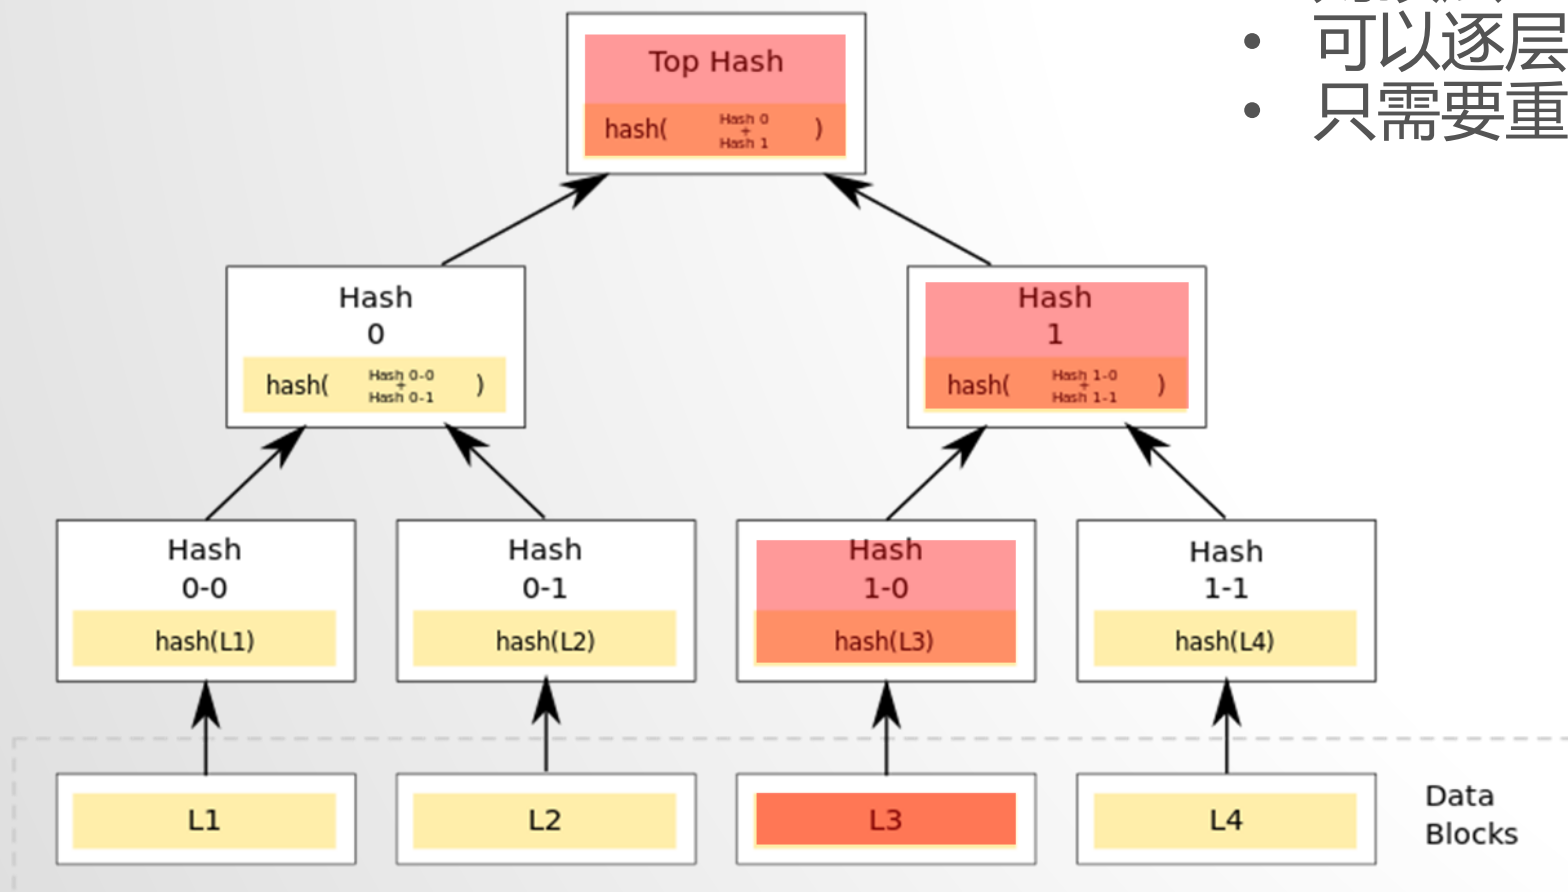 • 可以逐层
• 只需要重
Top Hash
hash( Hash 0 + Hash 1 )
Hash
0
hash( Hash 0-0 + Hash 0-1 )
Hash
1
hash( Hash 1-0 + Hash 1-1 )
Hash
0-0
hash(L1)
Hash
0-1
hash(L2)
Hash
1-0
hash(L3)
Hash
1-1
hash(L4)
L1
L2
L3
L4
Data
Blocks